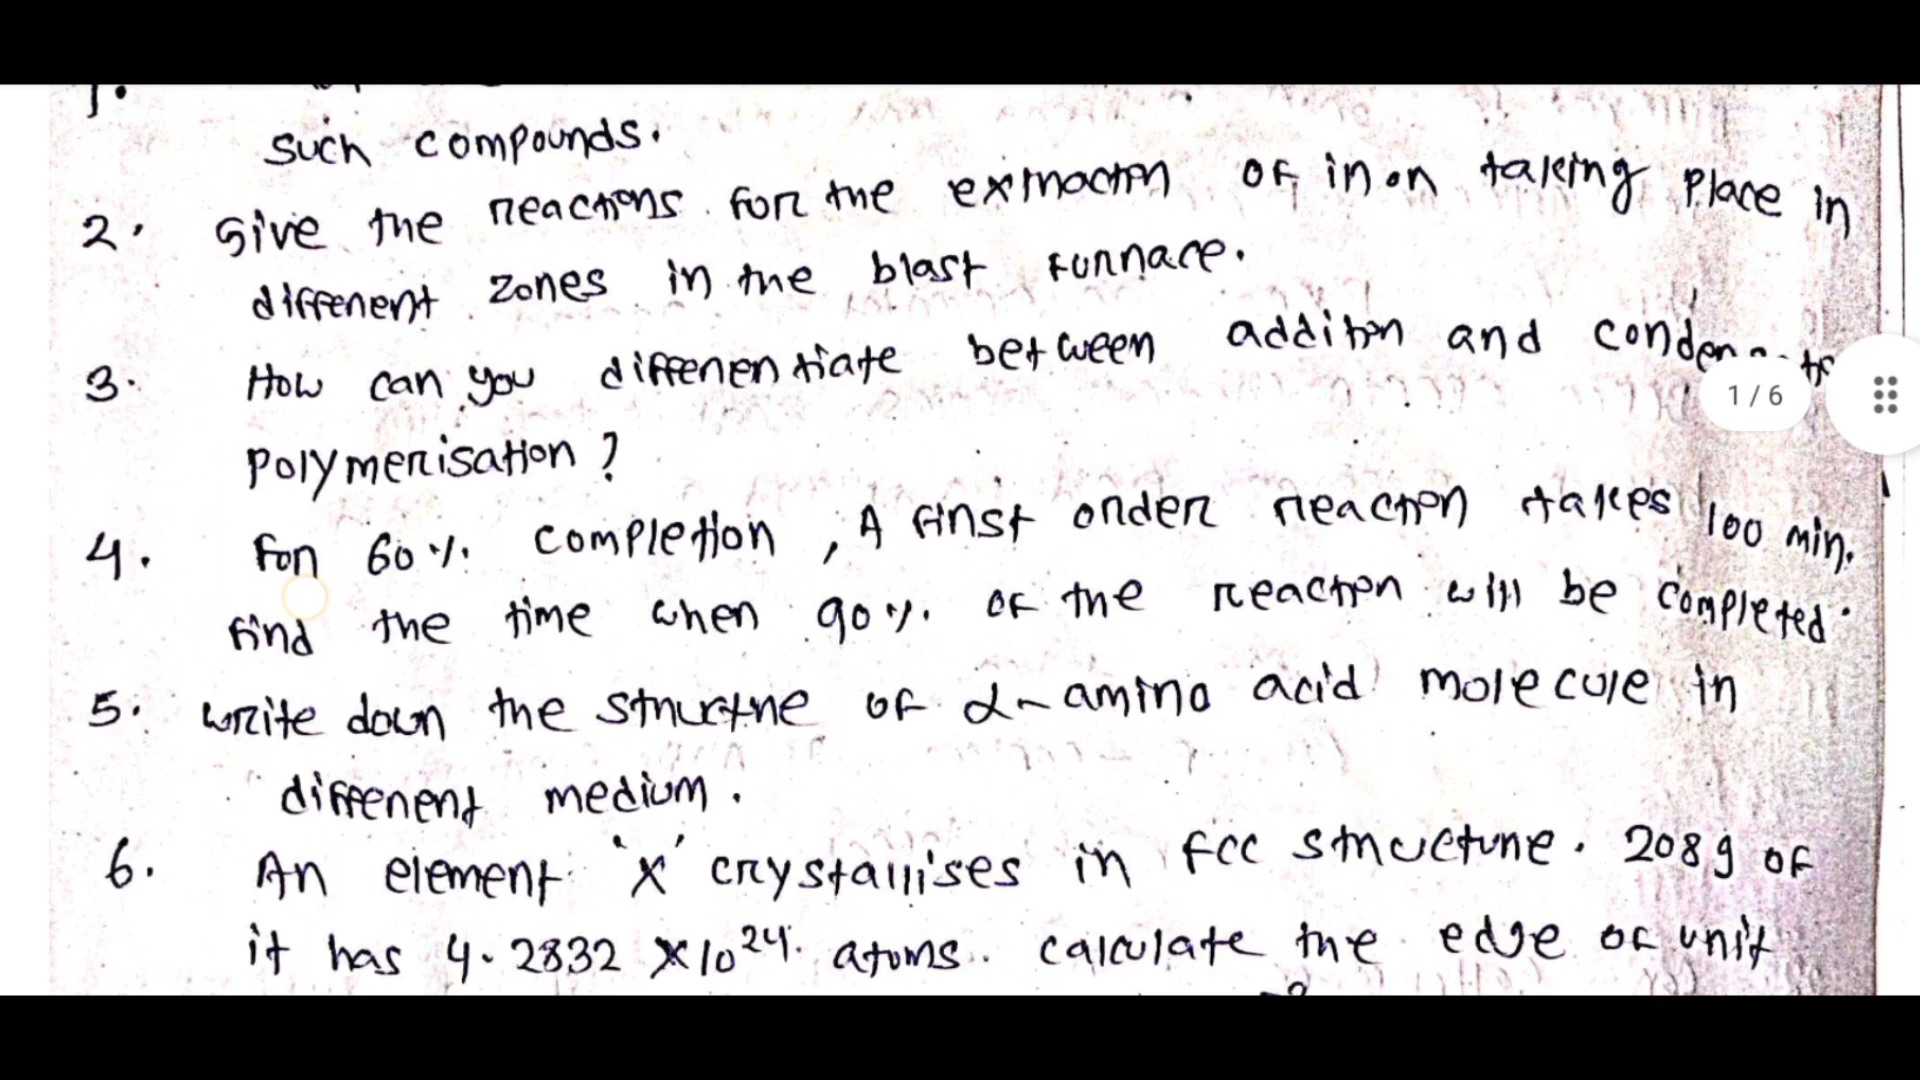 1.
such compounds.
2. Give the reactions for the extraction of iron taking place in
different zones in the blast furnace.
3. How can you differentiate between addition and
1 / 6
polymerisation ?
4. For 60 %. completion , A first order reaction takes 100 min.
find the time when 90 %. of the reaction will be completed.
5. write down the structure of α-amino acid molecule in
different medium.
6. An element 'X' crystallises in fcc structure. 208 g of
it has 4.2832 X 10²⁴. atoms. calculate the edge of unit